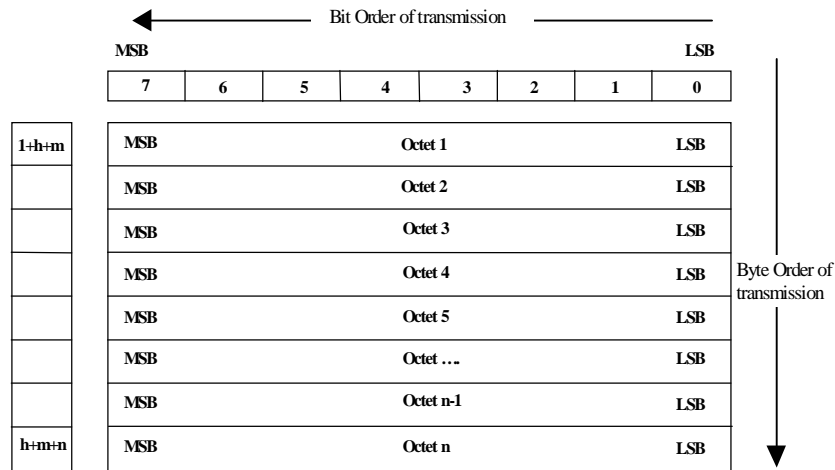 Bit Order of transmission
MSB LSB
7 6 5 4 3 2 1 0
1+h+m MSB Octet 1 LSB
MSB Octet 2 LSB
MSB Octet 3 LSB
MSB Octet 4 LSB
MSB Octet 5 LSB
MSB Octet .... LSB
MSB Octet n-1 LSB
h+m+n MSB Octet n LSB
Byte Order of
transmission